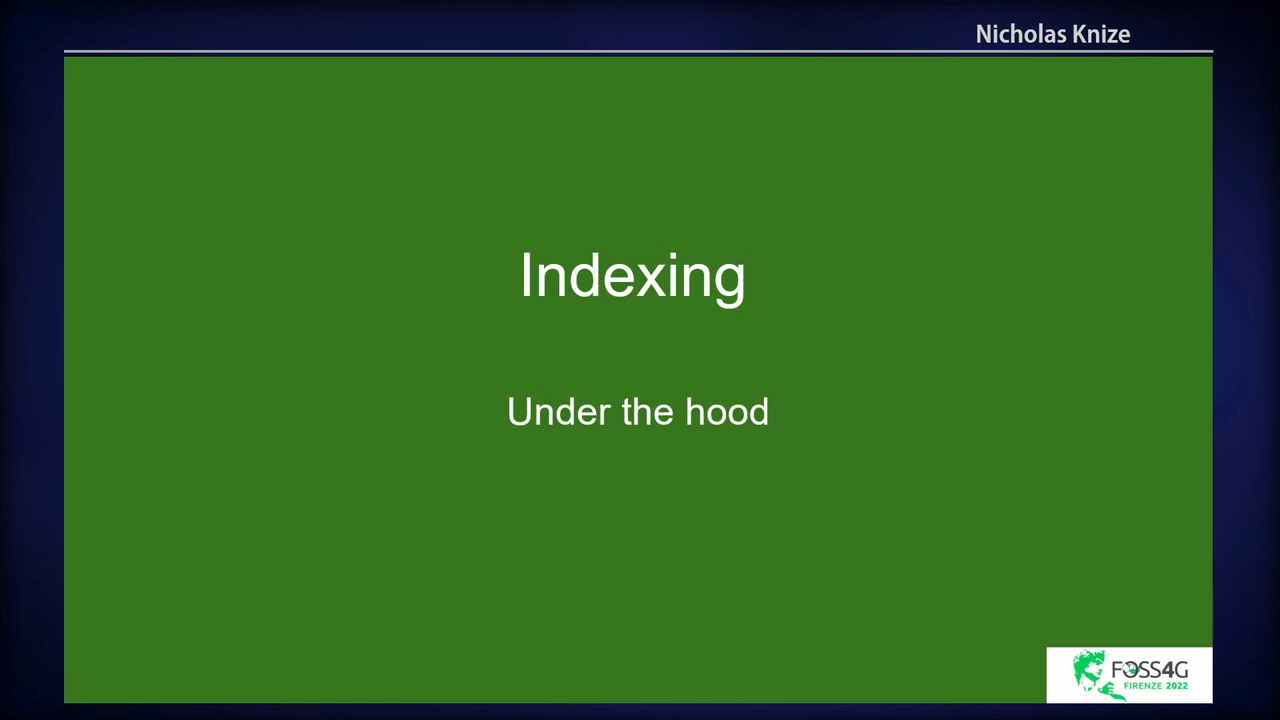 Nicholas Knize
Indexing
Under the hood
FOSS4G
FIRENZE 2022